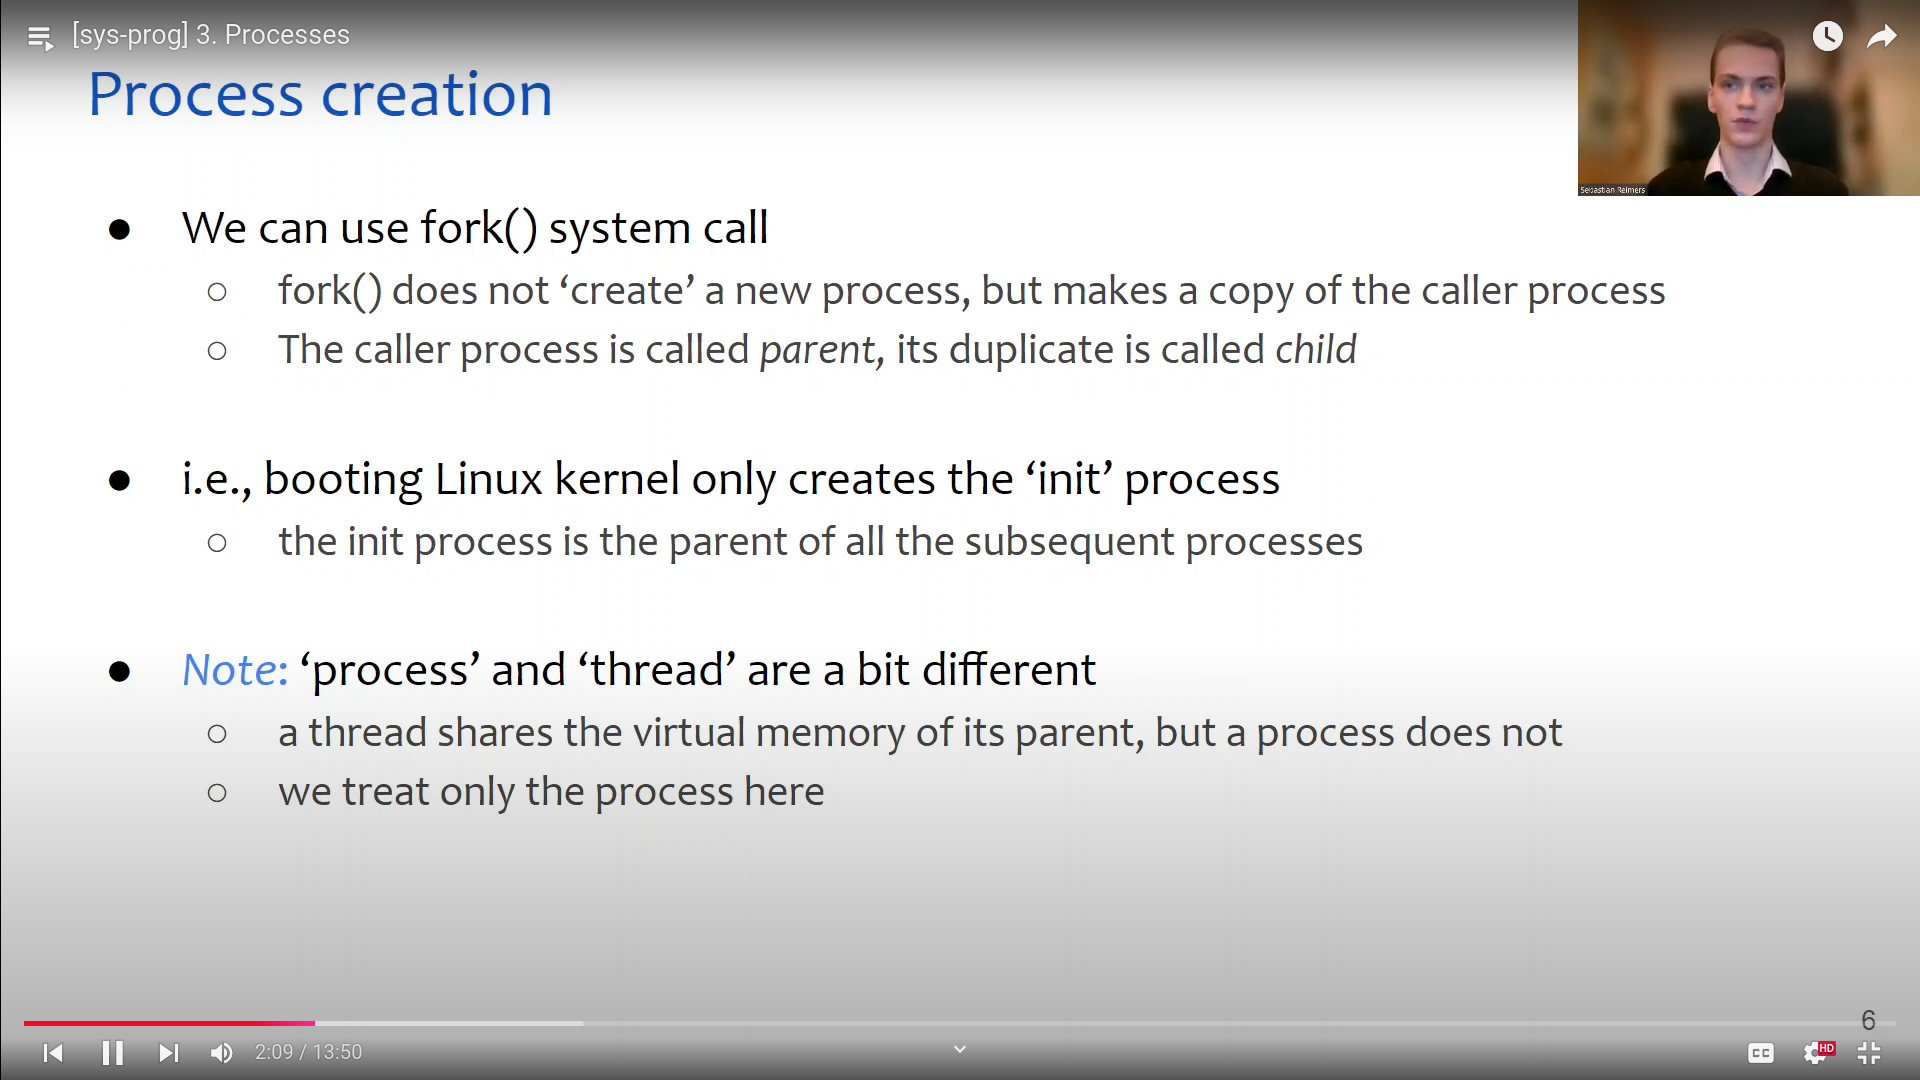 [sys-prog] 3. Processes
Process creation
Sebastian Reimers
● We can use fork() system call
○ fork() does not ‘create’ a new process, but makes a copy of the caller process
○ The caller process is called parent, its duplicate is called child
● i.e., booting Linux kernel only creates the ‘init’ process
○ the init process is the parent of all the subsequent processes
● Note: ‘process’ and ‘thread’ are a bit different
○ a thread shares the virtual memory of its parent, but a process does not
○ we treat only the process here
6
2:09 / 13:50
CC
HD